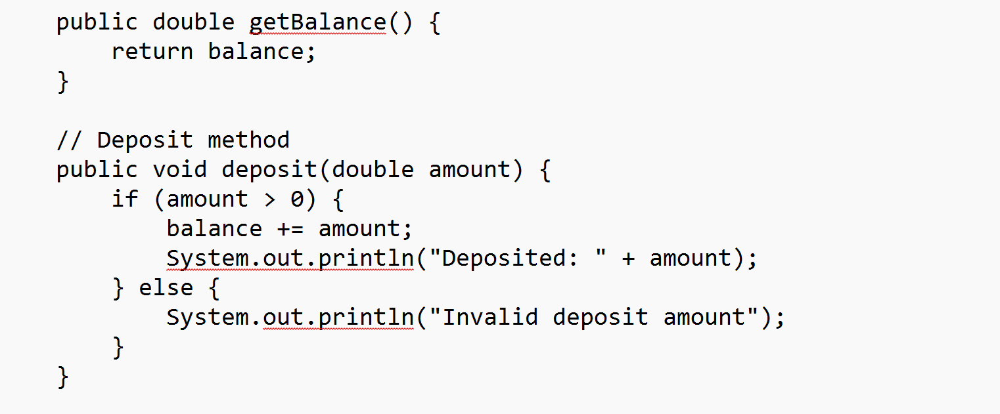 public double getBalance() {
    return balance;
}

// Deposit method
public void deposit(double amount) {
    if (amount > 0) {
        balance += amount;
        System.out.println("Deposited: " + amount);
    } else {
        System.out.println("Invalid deposit amount");
    }
}